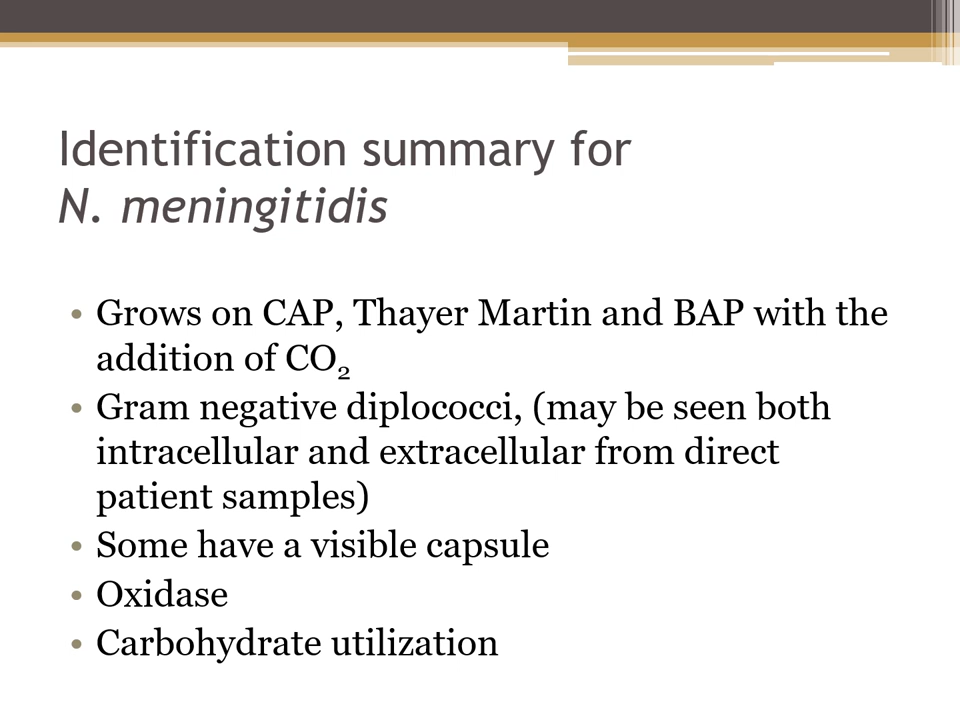 Identification summary for
N. meningitidis
• Grows on CAP, Thayer Martin and BAP with the
addition of CO₂
• Gram negative diplococci, (may be seen both
intracellular and extracellular from direct
patient samples)
• Some have a visible capsule
• Oxidase
• Carbohydrate utilization